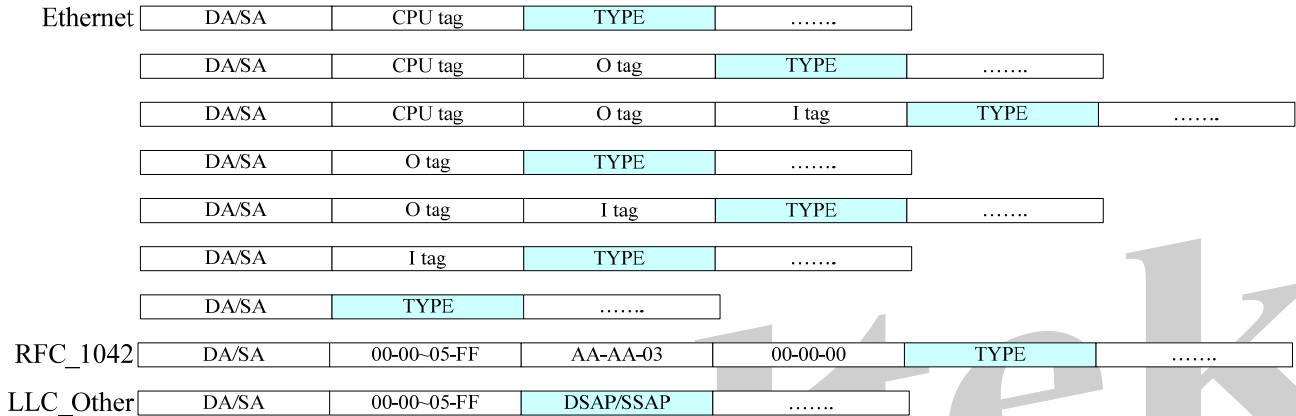 Ethernet DA/SA CPU tag TYPE …….
DA/SA CPU tag O tag TYPE …….
DA/SA CPU tag O tag I tag TYPE …….
DA/SA O tag TYPE …….
DA/SA O tag I tag TYPE …….
DA/SA I tag TYPE …….
DA/SA TYPE …….
RFC_1042 DA/SA 00-00~05-FF AA-AA-03 00-00-00 TYPE …….
LLC_Other DA/SA 00-00~05-FF DSAP/SSAP …….